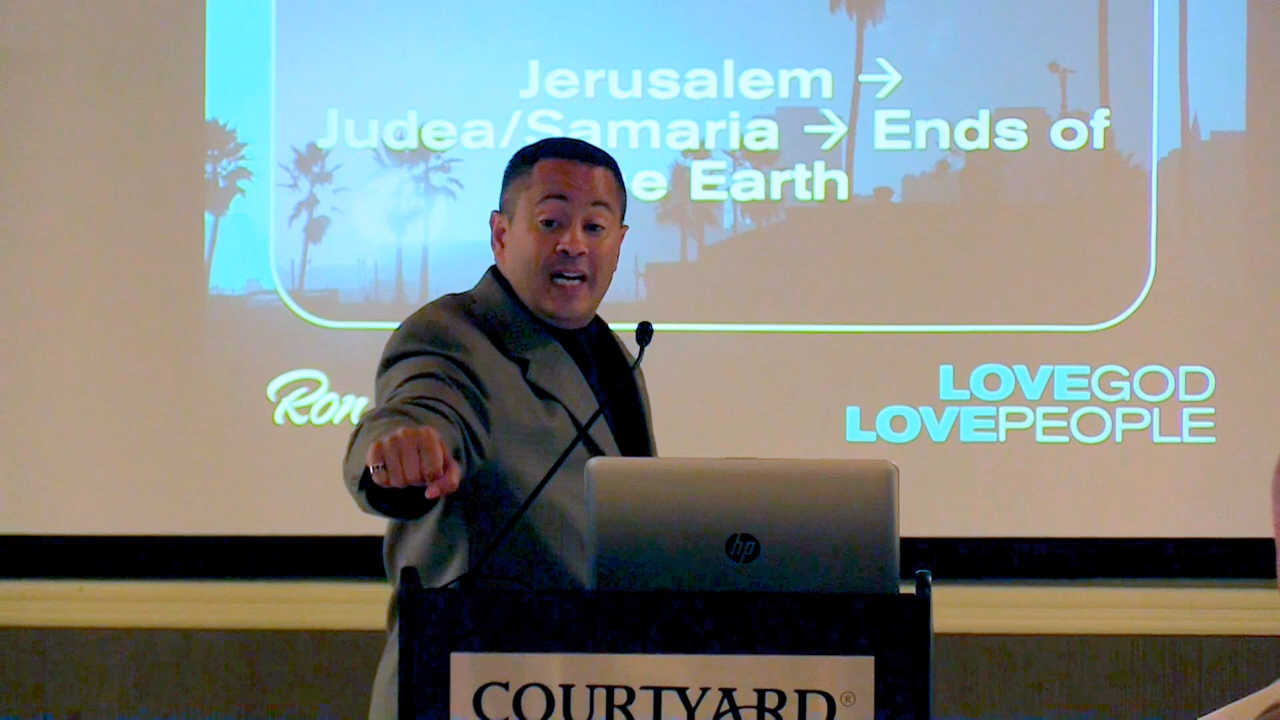 Jerusalem →
Judea/Samaria → Ends of
e Earth
Ron
LOVEGOD
LOVEPEOPLE
hp
COURTYARD®